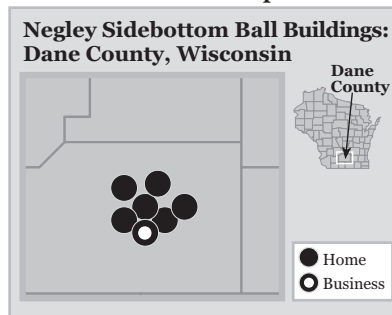 Negley Sidebottom Ball Buildings:
Dane County, Wisconsin
Dane
County
Home
Business